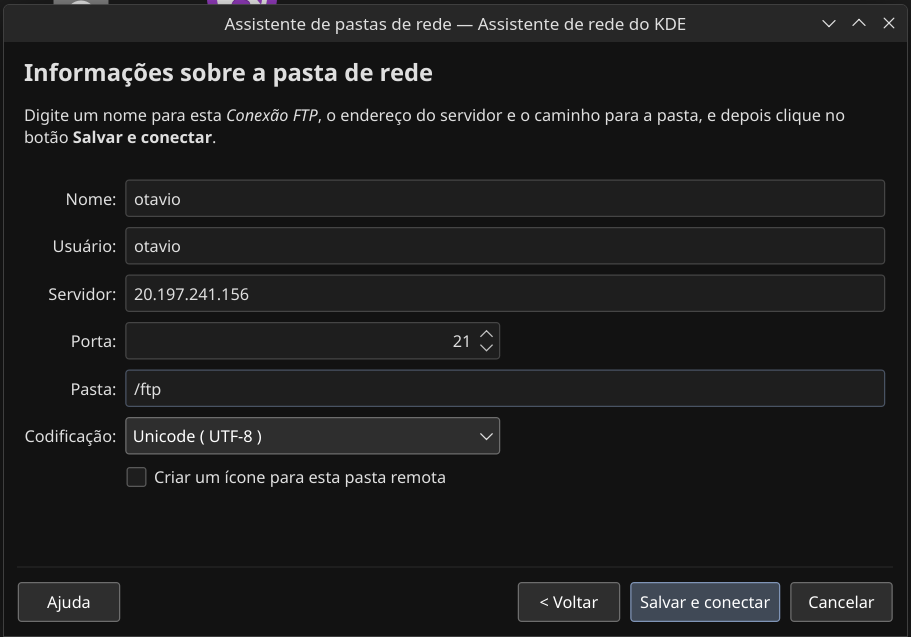 Assistente de pastas de rede — Assistente de rede do KDE
Informações sobre a pasta de rede
Digite um nome para esta Conexão FTP, o endereço do servidor e o caminho para a pasta, e depois clique no
botão Salvar e conectar.
Nome: otavio
Usuário: otavio
Servidor: 20.197.241.156
Porta: 21
Pasta: /ftp
Codificação: Unicode ( UTF-8 )
Criar um ícone para esta pasta remota
Ajuda < Voltar Salvar e conectar Cancelar